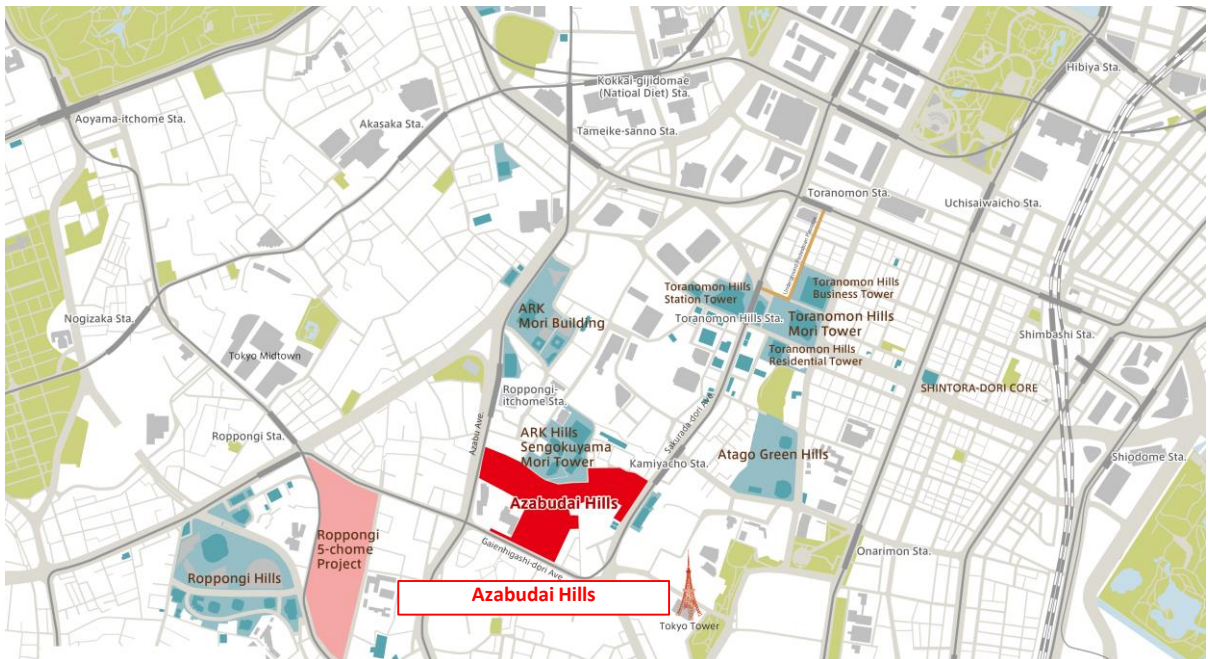 Hibiya Sta.
Kokkai-gijidomae
(Natioal Diet) Sta.
Aoyama-itchome Sta.
Akasaka Sta.
Tameike-sanno Sta.
Toranomon Sta.
Uchisaiwaicho Sta.
Underground Pedestrian Passage
Toranomon Hills
Station Tower
Toranomon Hills
Business Tower
ARK
Mori Building
Toranomon Hills Sta.
Toranomon Hills
Mori Tower
Nogizaka Sta.
Shimbashi Sta.
Tokyo Midtown
Toranomon Hills
Residential Tower
Roppongi-
itchome Sta.
SHINTORA-DORI CORE
Azabu Ave.
Sakurada-dori Ave.
Roppongi Sta.
ARK Hills
Sengokuyama
Mori Tower
Kamiyacho Sta.
Atago Green Hills
Shiodome Sta.
Azabudai Hills
Roppongi
5-chome
Project
Gaienhigashi-dori Ave.
Onarimon Sta.
Roppongi Hills
Azabudai Hills
Tokyo Tower